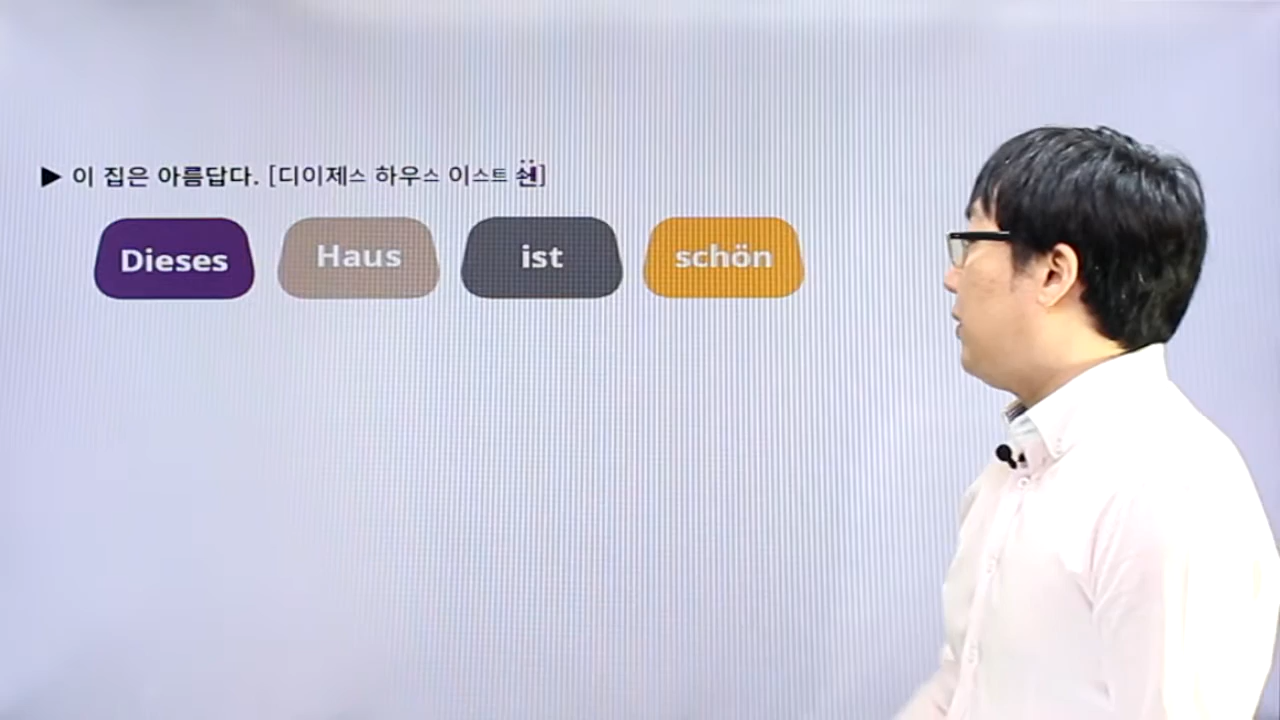 ▶ 이 집은 아름답다. [디이제스 하우스 이스트 쇈]
Dieses Haus ist schön